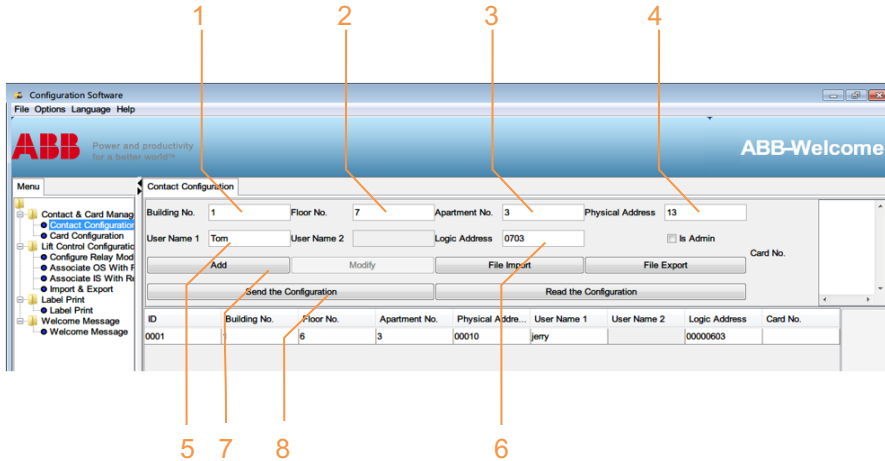 1 2 3 4
Configuration Software
File Options Language Help
ABB Power and productivity
for a better world™
ABB-Welcome
Menu
Contact Configuration
Contact & Card Manag
Contact Configuration
Card Configuration
Lift Control Configuratic
Configure Relay Mod
Associate OS With F
Associate IS With Re
Import & Export
Label Print
Label Print
Welcome Message
Welcome Message
Building No. 1 Floor No. 7 Apartment No. 3 Physical Address 13
User Name 1 Tom User Name 2 Logic Address 0703 Is Admin
Card No.
Add Modify File Import File Export
Send the Configuration Read the Configuration
ID Building No. Floor No. Apartment No. Physical Addre... User Name 1 User Name 2 Logic Address Card No.
0001 1 6 3 00010 jerry 00000603
5 7 8 6